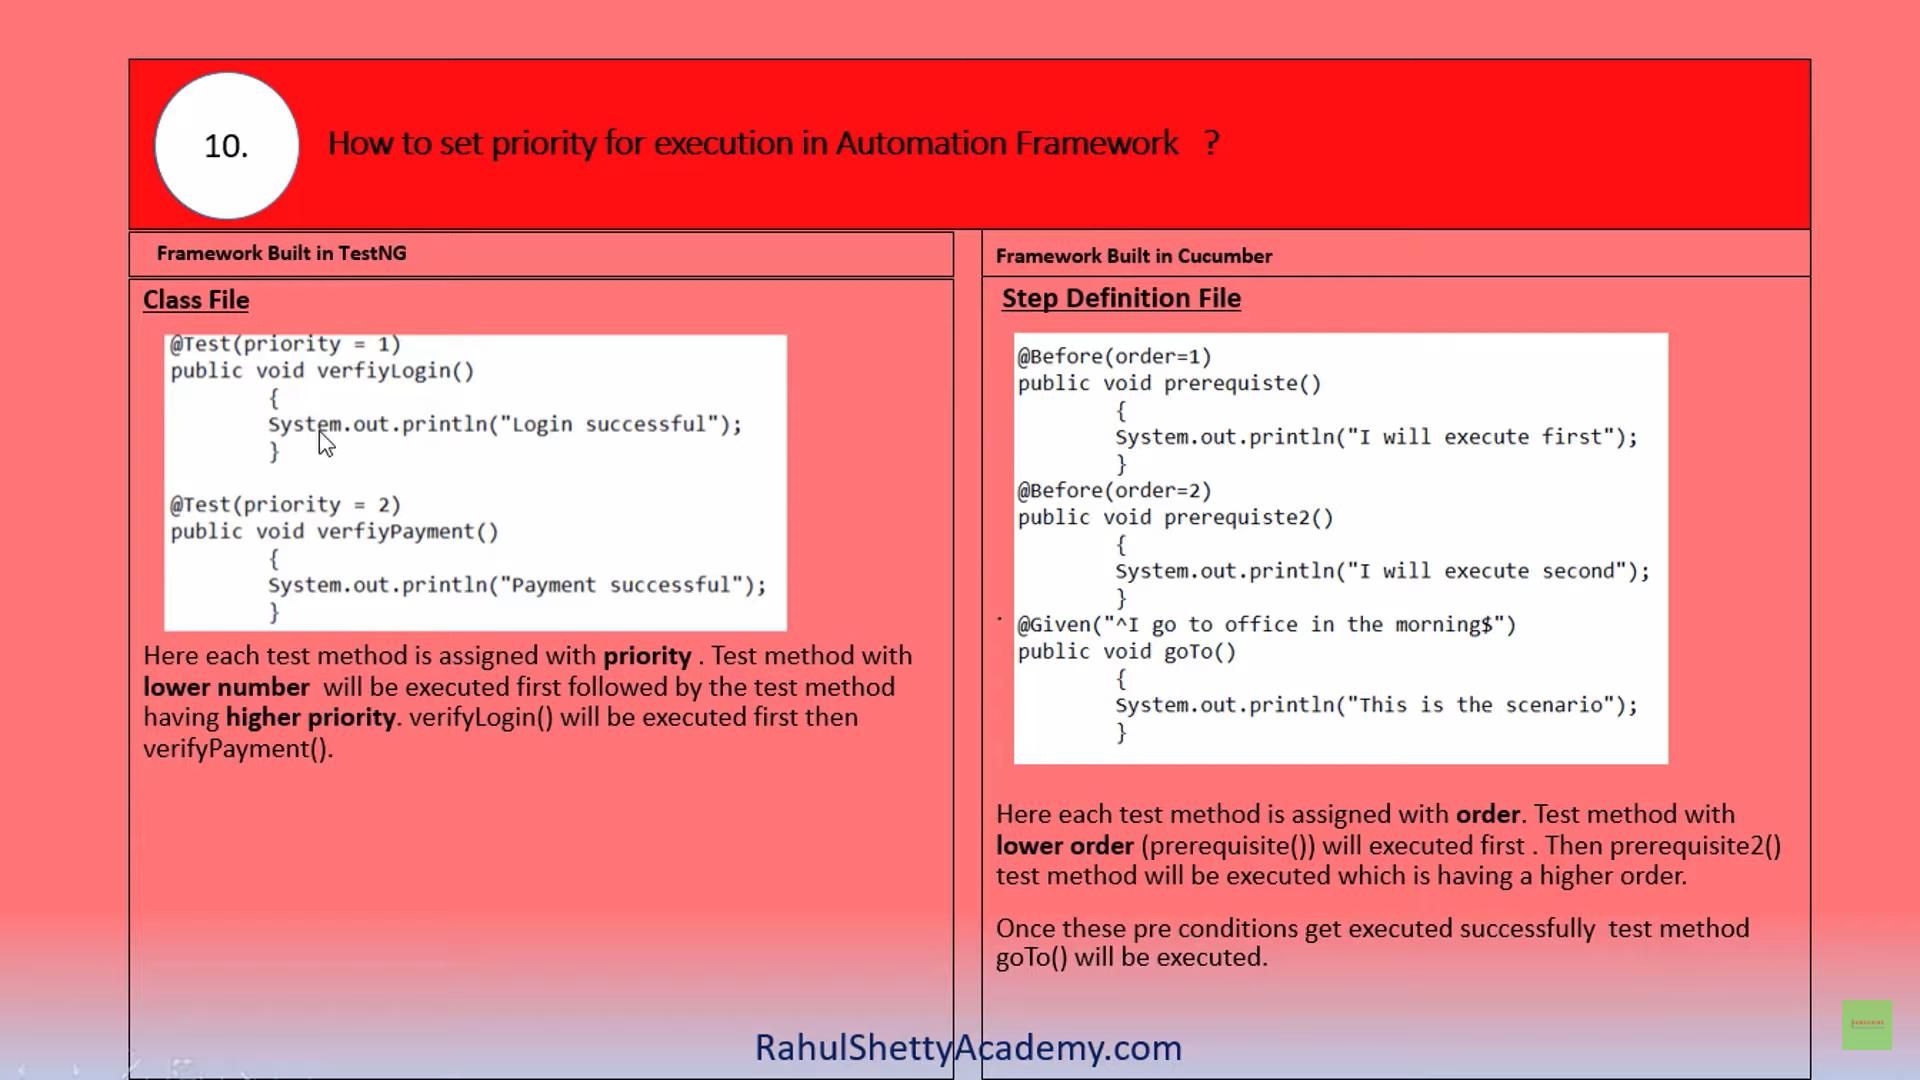 10.
How to set priority for execution in Automation Framework ?
Framework Built in TestNG
Class File
@Test(priority = 1)
public void verfiyLogin()
{
System.out.println("Login successful");
}
@Test(priority = 2)
public void verfiyPayment()
{
System.out.println("Payment successful");
}
Here each test method is assigned with priority . Test method with
lower number will be executed first followed by the test method
having higher priority. verifyLogin() will be executed first then
verifyPayment().
Framework Built in Cucumber
Step Definition File
@Before(order=1)
public void prerequiste()
{
System.out.println("I will execute first");
}
@Before(order=2)
public void prerequiste2()
{
System.out.println("I will execute second");
}
@Given("^I go to office in the morning$")
public void goTo()
{
System.out.println("This is the scenario");
}
Here each test method is assigned with order. Test method with
lower order (prerequisite()) will executed first . Then prerequisite2()
test method will be executed which is having a higher order.
Once these pre conditions get executed successfully test method
goTo() will be executed.
RahulShettyAcademy.com